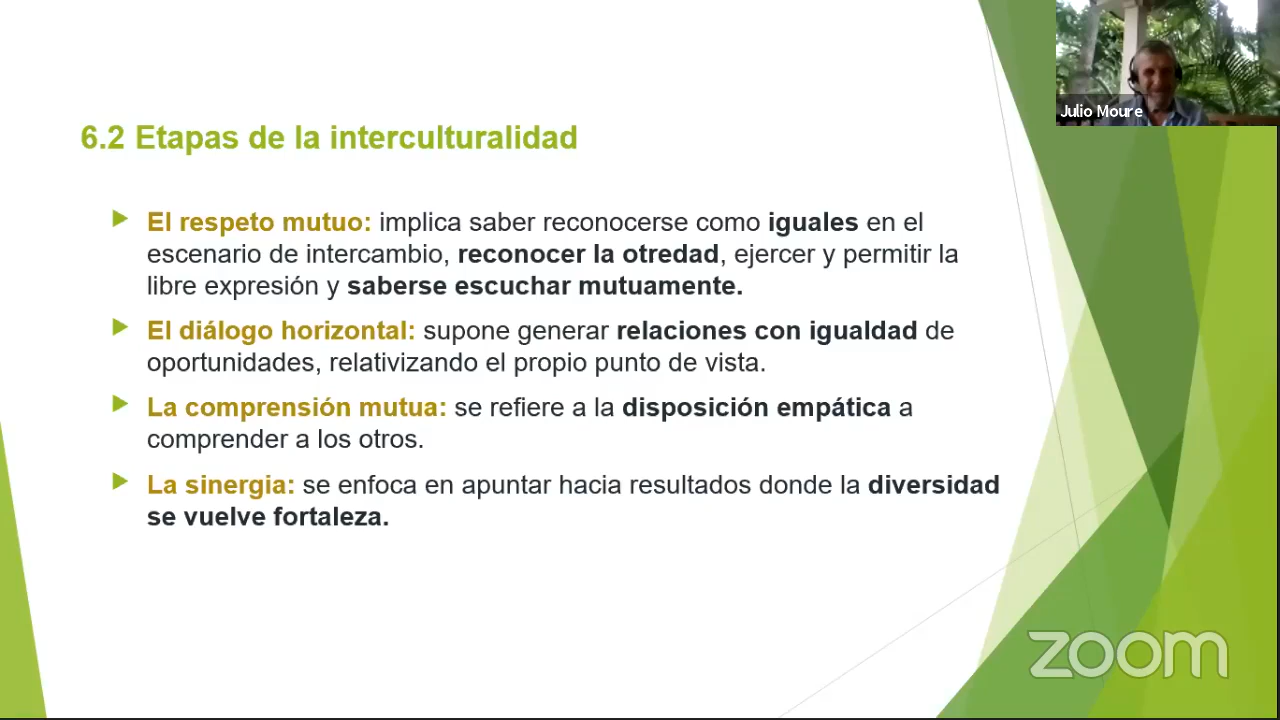 Julio Moure
6.2 Etapas de la interculturalidad
El respeto mutuo: implica saber reconocerse como iguales en el
escenario de intercambio, reconocer la otredad, ejercer y permitir la
libre expresión y saberse escuchar mutuamente.
El diálogo horizontal: supone generar relaciones con igualdad de
oportunidades, relativizando el propio punto de vista.
La comprensión mutua: se refiere a la disposición empática a
comprender a los otros.
La sinergia: se enfoca en apuntar hacia resultados donde la diversidad
se vuelve fortaleza.
zoom